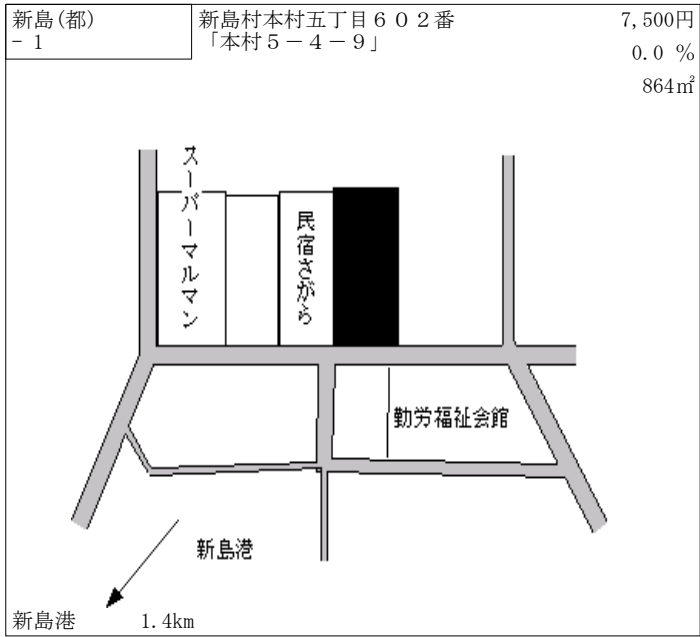 新島(都)
- 1
新島村本村五丁目６０２番
「本村５－４－９」
7,500円
0.0 %
864㎡
スーパーマルマン
民宿さがら
勤労福祉会館
新島港
新島港 1.4km